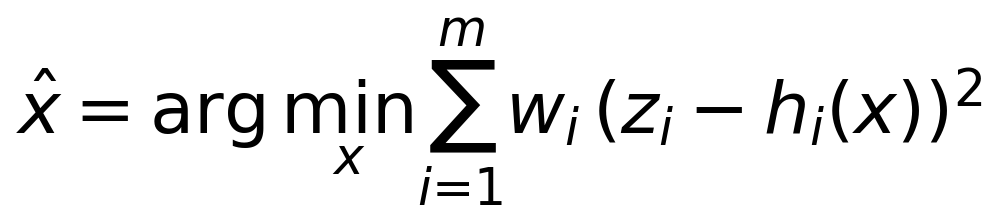 x̂ = arg min_x ∑_{i=1}^{m} w_i (z_i − h_i(x))²